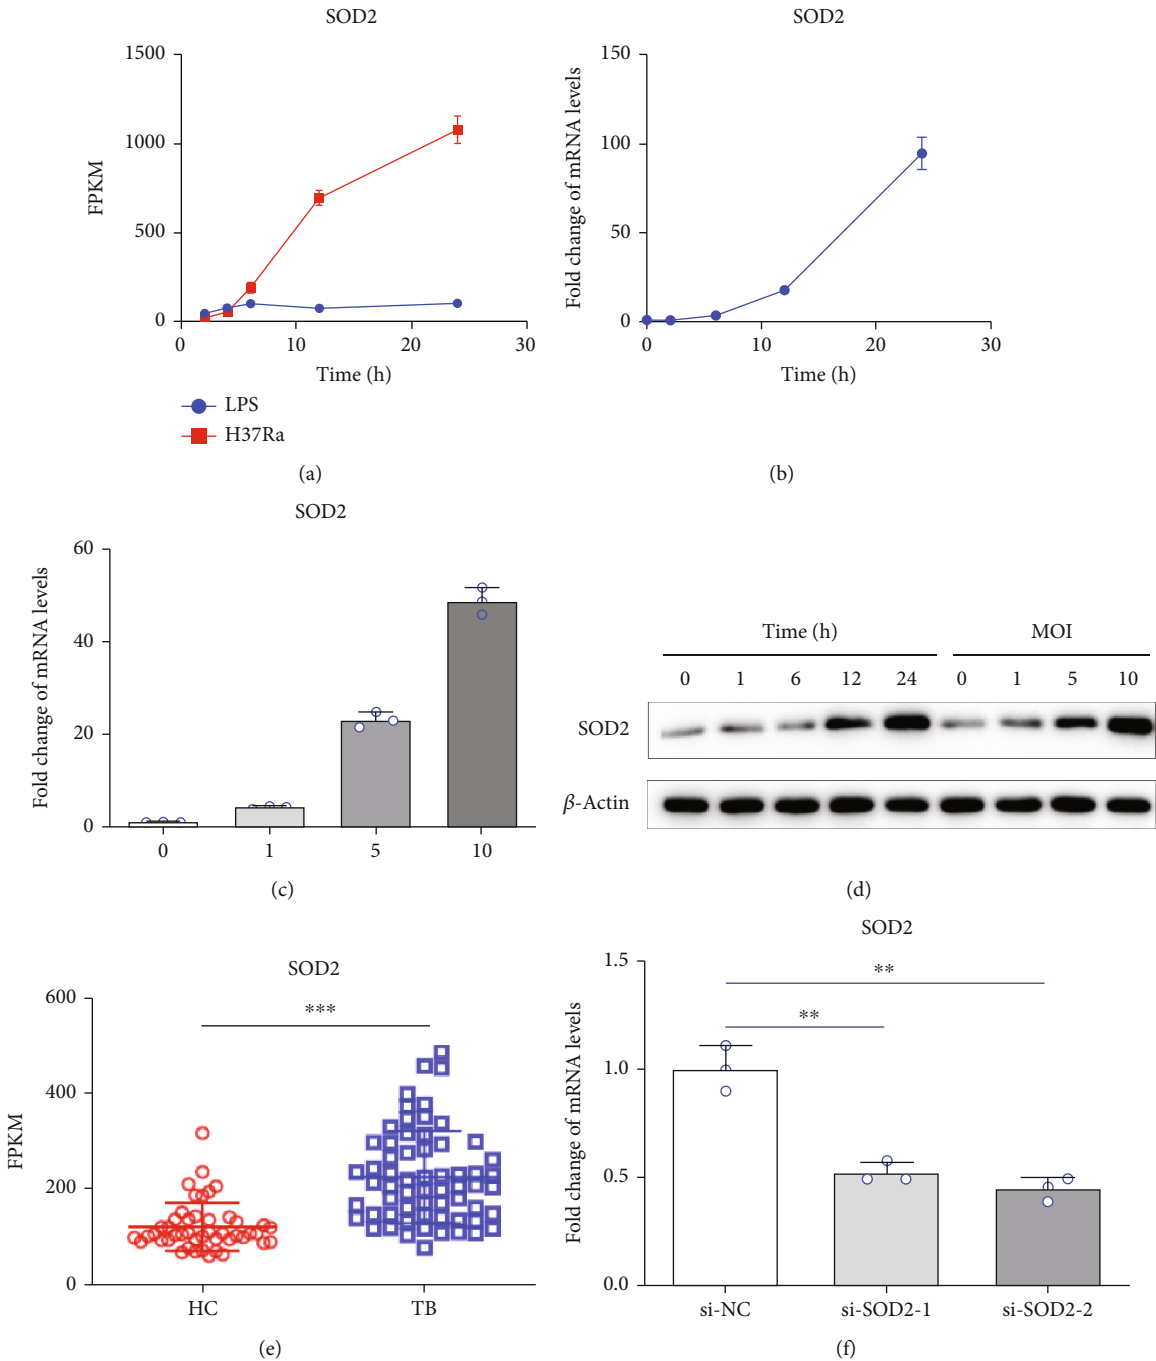 SOD2
1500
1000
500
0
FPKM
0 10 20 30
Time (h)
LPS
H37Ra
(a)
SOD2
150
100
50
0
Fold change of mRNA levels
0 10 20 30
Time (h)
(b)
SOD2
60
40
20
0
Fold change of mRNA levels
0 1 5 10
(c)
Time (h) MOI
0 1 6 12 24 0 1 5 10
SOD2
β-Actin
(d)
SOD2
600
400
200
0
FPKM
***
HC TB
(e)
SOD2
1.5
1.0
0.5
0.0
Fold change of mRNA levels
**
**
si-NC si-SOD2-1 si-SOD2-2
(f)